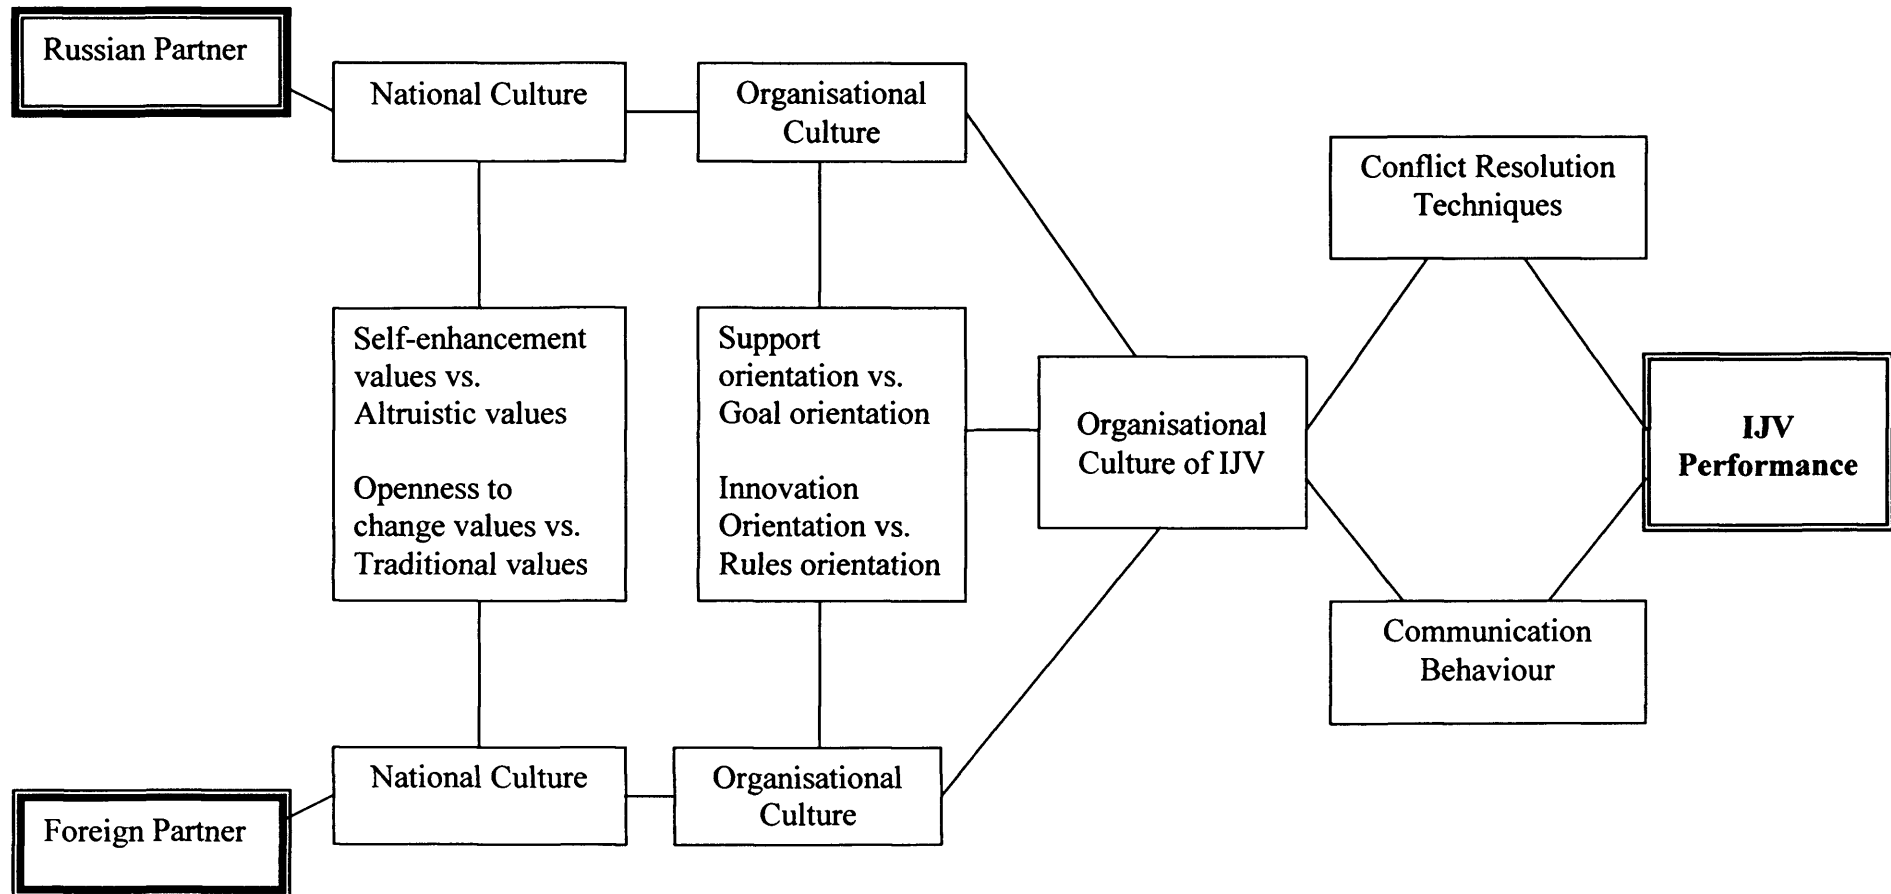 Russian Partner
National Culture
Organisational
Culture
Conflict Resolution
Techniques
Self-enhancement
values vs.
Altruistic values
Openness to
change values vs.
Traditional values
Support
orientation vs.
Goal orientation
Innovation
Orientation vs.
Rules orientation
Organisational
Culture of IJV
IJV
Performance
Communication
Behaviour
National Culture
Organisational
Culture
Foreign Partner